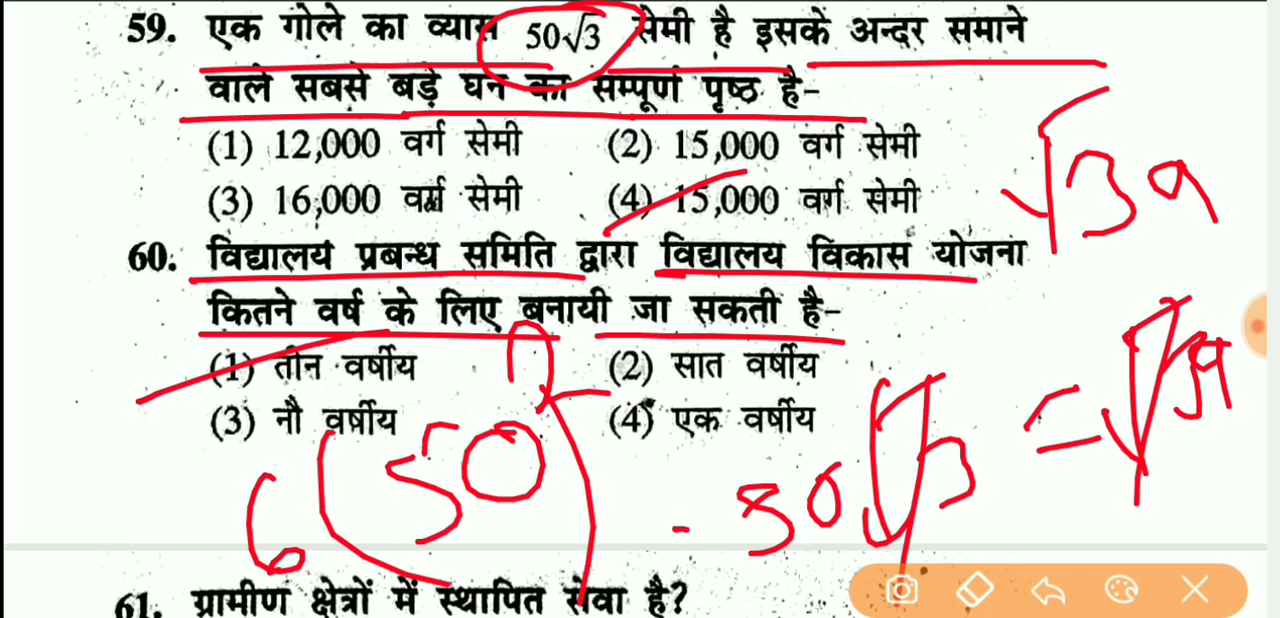 59. एक गोले का व्यास 50√3 सेमी है इसके अन्दर समाने
वाले सबसे बड़े घन का सम्पूर्ण पृष्ठ है-
(1) 12,000 वर्ग सेमी (2) 15,000 वर्ग सेमी
(3) 16,000 वर्ग सेमी (4) 15,000 वर्ग सेमी
√3a
60. विद्यालय प्रबन्ध समिति द्वारा विद्यालय विकास योजना
कितने वर्ष के लिए बनायी जा सकती है-
(1) तीन वर्षीय (2) सात वर्षीय
(3) नौ वर्षीय (4) एक वर्षीय
6(50)²
50√3 = √3a
61. ग्रामीण क्षेत्रों में स्थापित सेवा है?